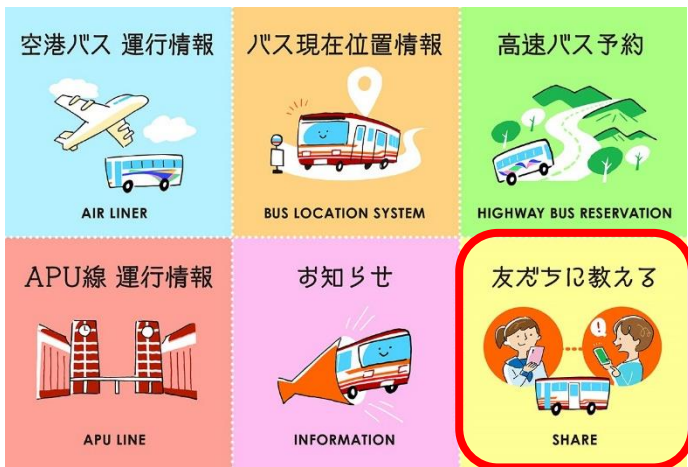 空港バス 運行情報
AIR LINER
バス現在位置情報
BUS LOCATION SYSTEM
高速バス予約
HIGHWAY BUS RESERVATION
APU線 運行情報
APU LINE
お知らせ
INFORMATION
友だちに教える
!
SHARE